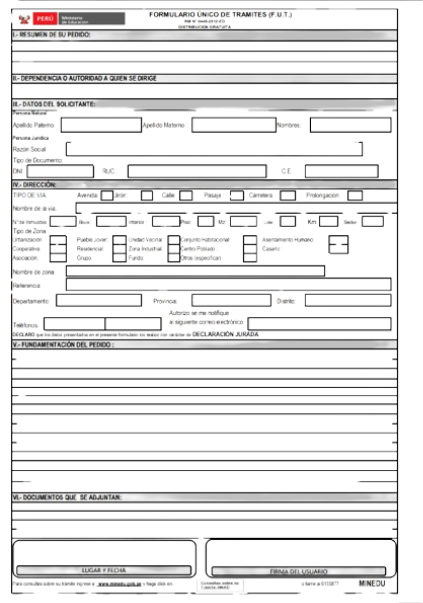 PERÚ Ministerio de Educación
FORMULARIO ÚNICO DE TRAMITES (F.U.T.)
DISTRIBUCIÓN GRATUITA
I.- RESUMEN DE SU PEDIDO:
II.- DEPENDENCIA O AUTORIDAD A QUIEN SE DIRIGE
III.- DATOS DEL SOLICITANTE:
Persona Natural
Apellido Paterno Apellido Materno Nombres:
Persona Jurídica
Razón Social
Tipo de Documento:
DNI RUC. C.E.
IV.- DIRECCIÓN:
TIPO DE VÍA: Avenida Jirón Calle Pasaje Carretera Prolongación
Nombre de la vía
N° de Inmueble Block Interior Piso Mz Lote Km Sector
Tipo de Zona
Urbanización Pueblo Joven Unidad Vecinal Conjunto Habitacional Asentamiento Humano
Cooperativa Residencial Zona Industrial Centro Poblado Caserío
Asociación Grupo Fundo Otros (especificar)
Nombre de zona
Referencia
Departamento: Provincia: Distrito:
Autorizo se me notifique
Teléfonos: al siguiente correo electrónico
DECLARO que los datos presentados en el presente formulario los realizo con carácter de DECLARACIÓN JURADA
V.- FUNDAMENTACIÓN DEL PEDIDO :
VI.- DOCUMENTOS QUE SE ADJUNTAN:
LUGAR Y FECHA FIRMA DEL USUARIO
Para consultas sobre su trámite ingrese a www.minedu.gob.pe y haga click en Consultas sobre su MINEDU